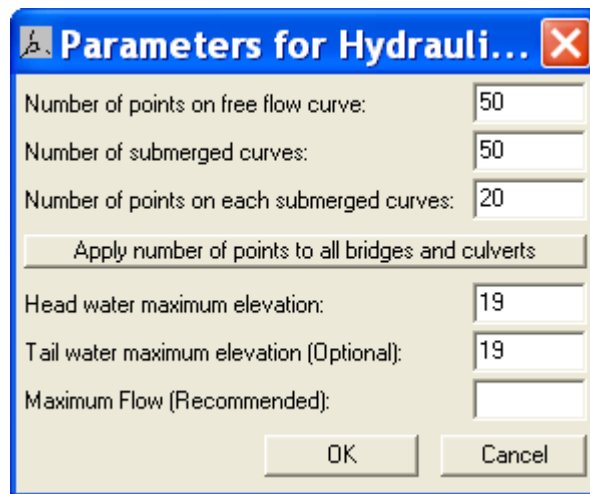 Parameters for Hydrauli...
Number of points on free flow curve: 50
Number of submerged curves: 50
Number of points on each submerged curves: 20
Apply number of points to all bridges and culverts
Head water maximum elevation: 19
Tail water maximum elevation (Optional): 19
Maximum Flow (Recommended):
OK Cancel